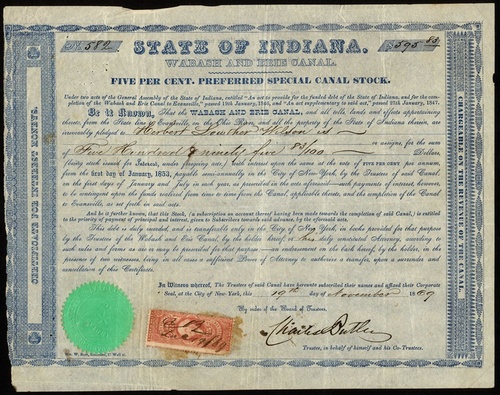 No. 582 $ 595 83
STATE OF INDIANA.
WABASH AND ERIE CANAL.
FIVE PER CENT. PREFERRED SPECIAL CANAL STOCK.
Under two acts of the General Assembly of the State of Indiana, entitled "An act to provide for the funded debt of the State of Indiana, and for the com-
pletion of the Wabash and Erie Canal to Evansville," passed 19th January, 1846, and "An act supplementary to said act," passed 27th January, 1847.
Be it Known, That the WABASH AND ERIE CANAL, and all tolls, lands and effects appertaining
thereto, from the State line to Evansville, on the Ohio River, and all the property of the State of Indiana therein, are
irrevocably pledged to Herbert Lowther Wilson is
or assigns, for the sum
Five Hundred & ninety five 83/100 Dollars,
(being stock issued for Interest, under foregoing acts,) with interest upon the same at the rate of FIVE PER CENT per annum,
from the first day of January, 1853, payable semi-annually in the City of New York, by the Trustees of said Canal,
on the first days of January and July in each year, as prescribed in the acts aforesaid—such payments of interest, however,
is contingent upon the funds realized from time to time from the Canal, applicable thereto, and the completion of the
Canal to Evansville, as set forth in said acts.
And be it further known, that this Stock, (a subscription on account thereof having been made towards the completion of said Canal,) is entitled
to the priority of payment of principal and interest, given to Subscribers towards said advance, by the aforesaid acts.
This debt is duly recorded, and is transferable only in the City of New York, in books provided for that purpose
by the Trustees of the Wabash and Erie Canal, by the holder hereof or his duly instituted Attorney, according to
such rules and forms as are or may be provided for that purpose—an endorsement on the back hereof, by the holder, in the
presence of two witnesses, being in all cases a sufficient Power of Attorney to authorize a transfer, upon a surrender and
cancellation of this Certificate.
In Witness whereof, The Trustees of said Canal have hereunto subscribed their names and affixed their Corporate
Seal, at the City of New-York, this 19th day of November 1869
By order of the Board of Trustees.
Charles Butler
Trustee, in behalf of himself and his Co-Trustees.
CERTIFICATE FOR INTEREST MONEY.
CHARGEABLE ON THE REVENUE OF THE CANAL